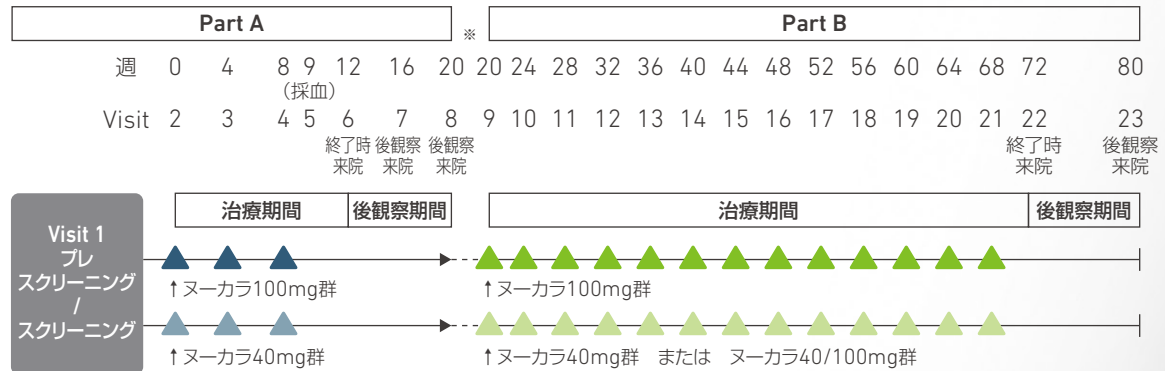 Part A ※ Part B
週 0 4 8 9 12 16 20 20 24 28 32 36 40 44 48 52 56 60 64 68 72 80
（採血）
Visit 2 3 4 5 6 7 8 9 10 11 12 13 14 15 16 17 18 19 20 21 22 23
終了時 後観察 後観察 終了時 後観察
来院 来院 来院 来院 来院
治療期間 後観察期間 治療期間 後観察期間
Visit 1
プレ
スクリーニング
/
スクリーニング
↑ヌーカラ100mg群 ↑ヌーカラ100mg群
↑ヌーカラ40mg群 ↑ヌーカラ40mg群 または ヌーカラ40/100mg群